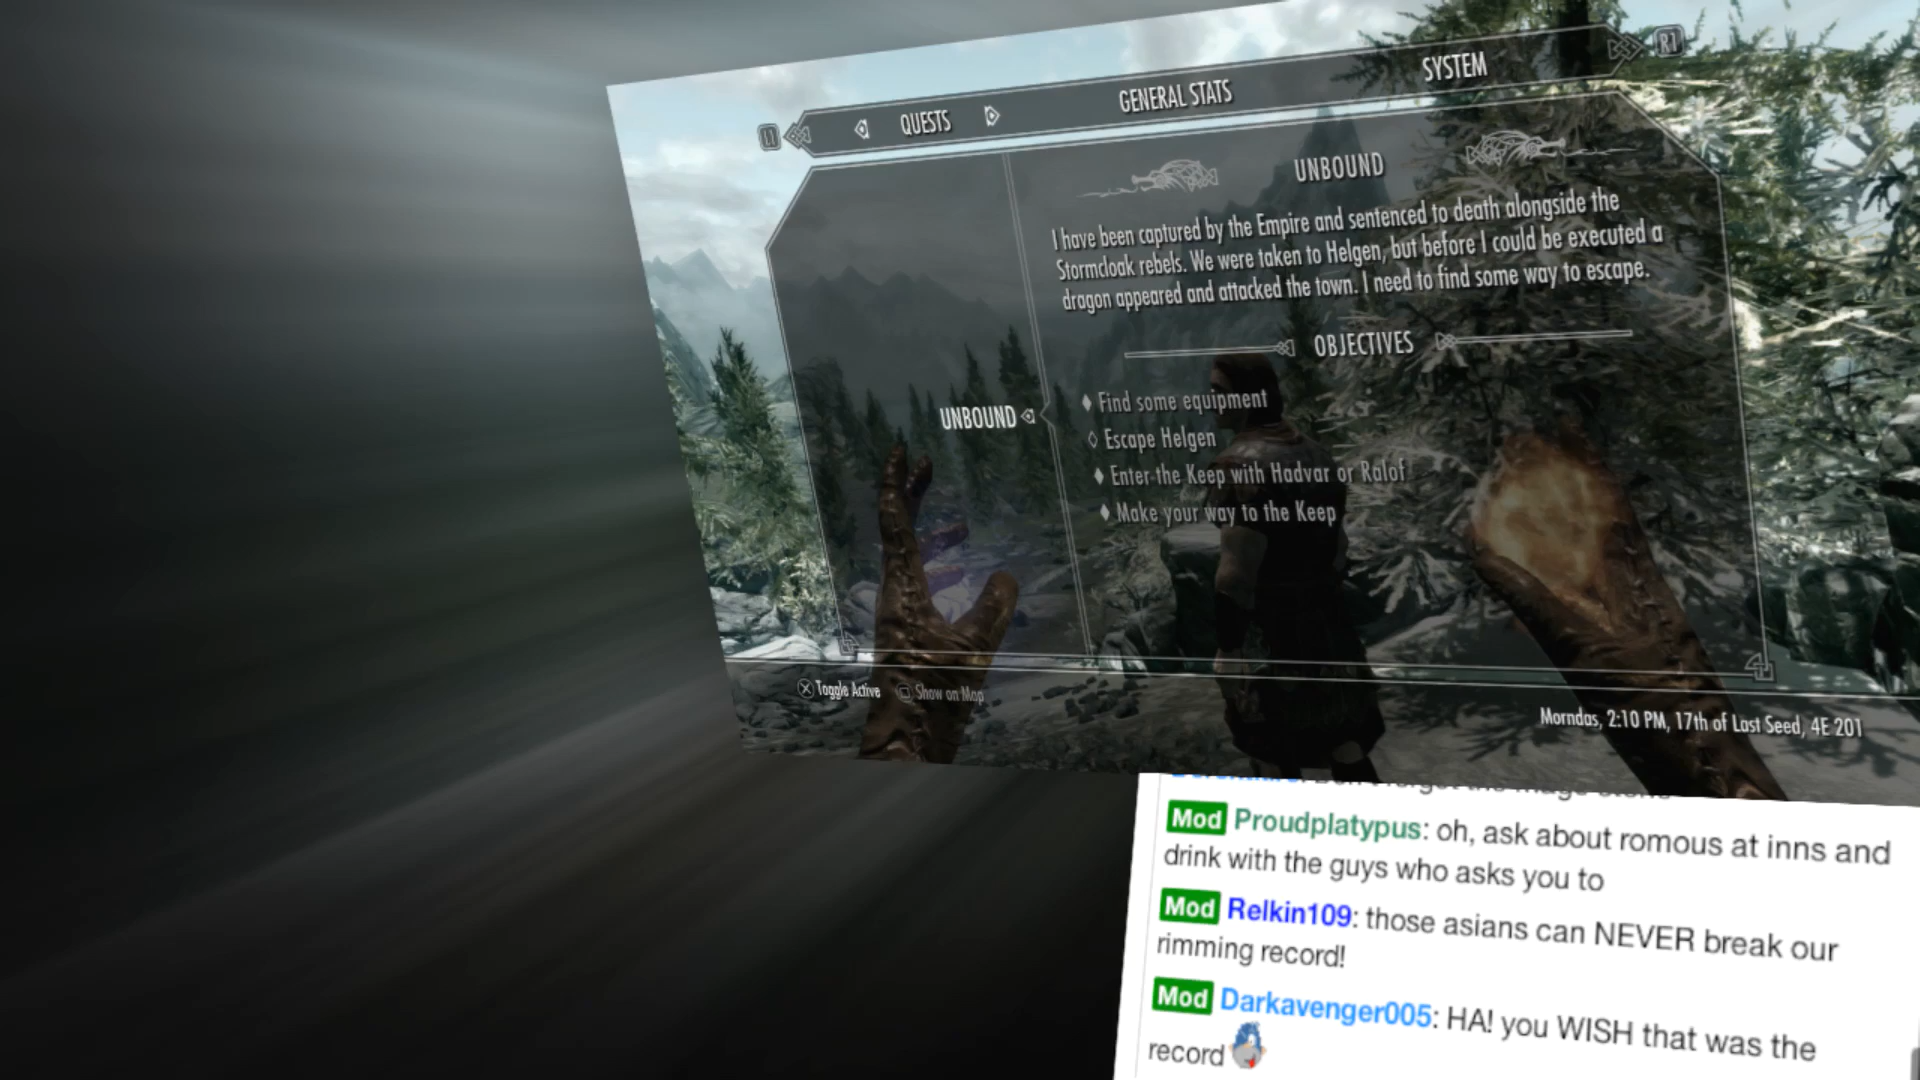 L1
QUESTS
GENERAL STATS
SYSTEM
R1
UNBOUND
I have been captured by the Empire and sentenced to death alongside the
Stormcloak rebels. We were taken to Helgen, but before I could be executed a
dragon appeared and attacked the town. I need to find some way to escape.
OBJECTIVES
UNBOUND
Find some equipment
Escape Helgen
Enter the Keep with Hadvar or Ralof
Make your way to the Keep
Toggle Active
Show on Map
Morndas, 2:10 PM, 17th of Last Seed, 4E 201
Mod Proudplatypus: oh, ask about romous at inns and
drink with the guys who asks you to
Mod Relkin109: those asians can NEVER break our
rimming record!
Mod Darkavenger005: HA! you WISH that was the
record